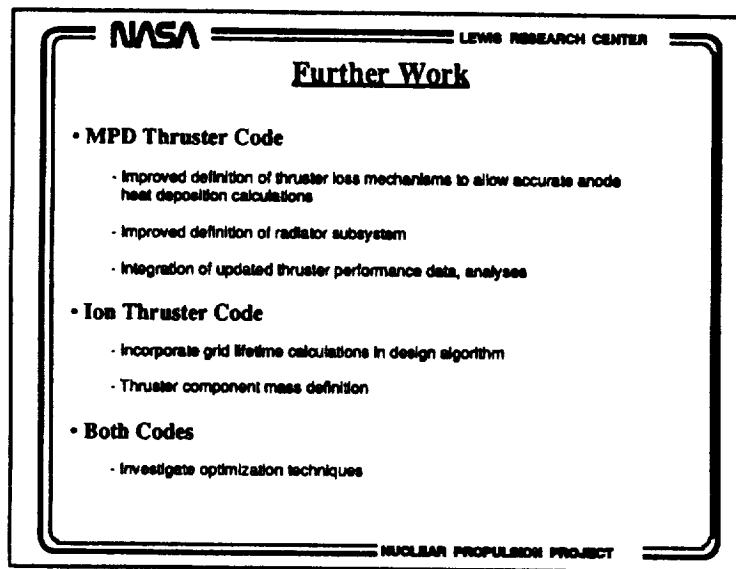 NASA
LEWIS RESEARCH CENTER
Further Work
• MPD Thruster Code
- Improved definition of thruster loss mechanisms to allow accurate anode
heat deposition calculations
- Improved definition of radiator subsystem
- Integration of updated thruster performance data, analyses
• Ion Thruster Code
- Incorporate grid lifetime calculations in design algorithm
- Thruster component mass definition
• Both Codes
- Investigate optimization techniques
NUCLEAR PROPULSION PROJECT